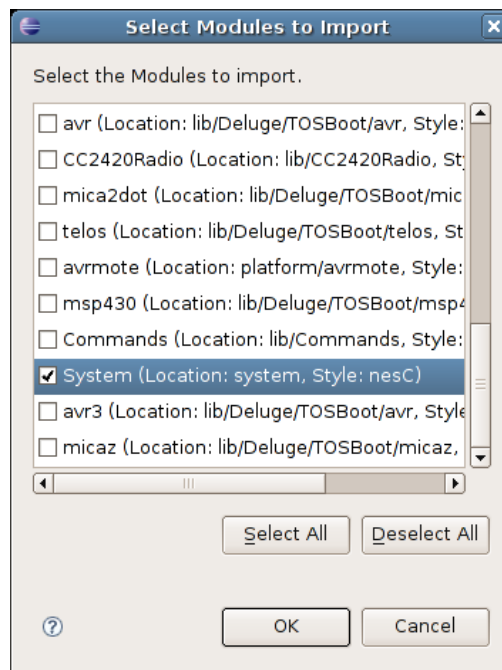 Select Modules to Import
Select the Modules to import.
avr (Location: lib/Deluge/TOSBoot/avr, Style:
CC2420Radio (Location: lib/CC2420Radio, St
mica2dot (Location: lib/Deluge/TOSBoot/mic
telos (Location: lib/Deluge/TOSBoot/telos, St
avrmote (Location: platform/avrmote, Style:
msp430 (Location: lib/Deluge/TOSBoot/msp4
Commands (Location: lib/Commands, Style:
System (Location: system, Style: nesC)
avr3 (Location: lib/Deluge/TOSBoot/avr, Style
micaz (Location: lib/Deluge/TOSBoot/micaz,
Select All Deselect All
OK Cancel